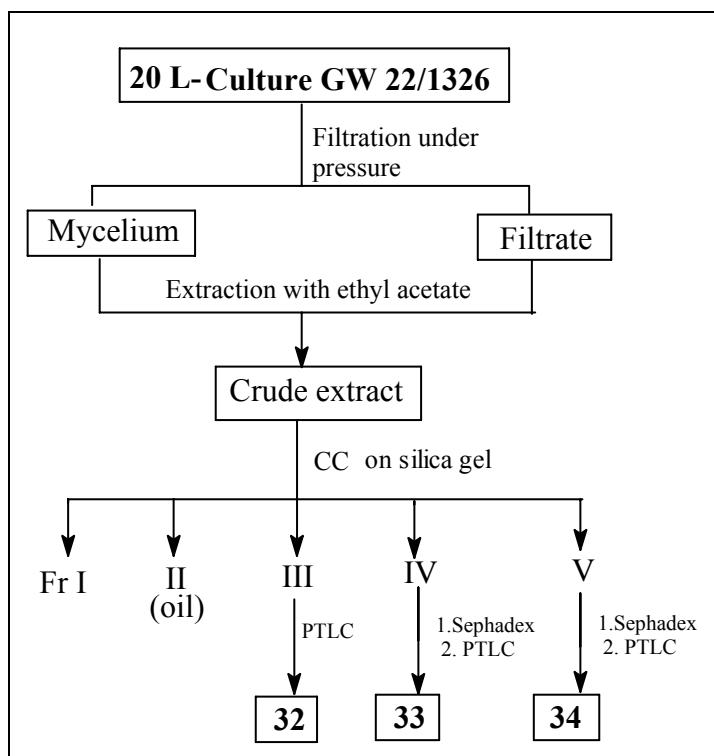 20 L-Culture GW 22/1326
Filtration under
pressure
Mycelium
Filtrate
Extraction with ethyl acetate
Crude extract
CC on silica gel
Fr I
II
(oil)
III
IV
V
PTLC
1.Sephadex
2. PTLC
1.Sephadex
2. PTLC
32
33
34